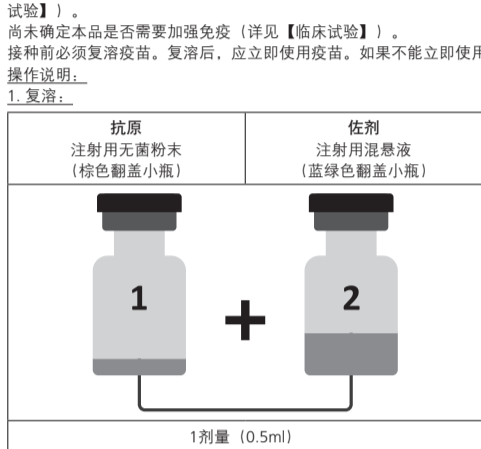 试验】）。
尚未确定本品是否需要加强免疫（详见【临床试验】）。
接种前必须复溶疫苗。复溶后，应立即使用疫苗。如果不能立即使用
操作说明：
1. 复溶：
抗原
注射用无菌粉末
（棕色翻盖小瓶）
佐剂
注射用混悬液
（蓝绿色翻盖小瓶）
1
+
2
1剂量（0.5ml）